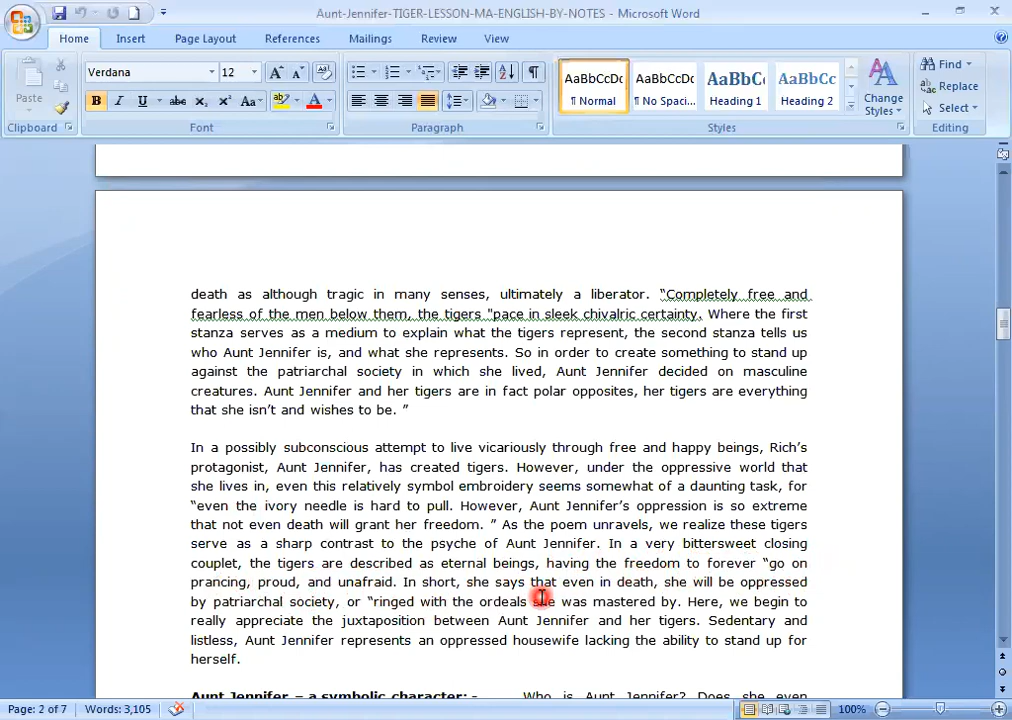 Aunt-Jennifer-TIGER-LESSON-MA-ENGLISH-BY-NOTES - Microsoft Word
Home Insert Page Layout References Mailings Review View
Paste
Clipboard
Verdana 12
B I U abc X₂ X² Aa A
Font
Paragraph
AaBbCcDc AaBbCcDc AaBbC AaBbCc
¶ Normal ¶ No Spaci... Heading 1 Heading 2
Change Styles
Styles
Find
Replace
Select
Editing
death as although tragic in many senses, ultimately a liberator. “Completely free and
fearless of the men below them, the tigers "pace in sleek chivalric certainty. Where the first
stanza serves as a medium to explain what the tigers represent, the second stanza tells us
who Aunt Jennifer is, and what she represents. So in order to create something to stand up
against the patriarchal society in which she lived, Aunt Jennifer decided on masculine
creatures. Aunt Jennifer and her tigers are in fact polar opposites, her tigers are everything
that she isn’t and wishes to be. ”
In a possibly subconscious attempt to live vicariously through free and happy beings, Rich’s
protagonist, Aunt Jennifer, has created tigers. However, under the oppressive world that
she lives in, even this relatively symbol embroidery seems somewhat of a daunting task, for
“even the ivory needle is hard to pull. However, Aunt Jennifer’s oppression is so extreme
that not even death will grant her freedom. ” As the poem unravels, we realize these tigers
serve as a sharp contrast to the psyche of Aunt Jennifer. In a very bittersweet closing
couplet, the tigers are described as eternal beings, having the freedom to forever “go on
prancing, proud, and unafraid. In short, she says that even in death, she will be oppressed
by patriarchal society, or “ringed with the ordeals she was mastered by. Here, we begin to
really appreciate the juxtaposition between Aunt Jennifer and her tigers. Sedentary and
listless, Aunt Jennifer represents an oppressed housewife lacking the ability to stand up for
herself.
Aunt Jennifer – a symbolic character: - Who is Aunt Jennifer? Does she even
Page 2 of 7 Words: 3,105 100%